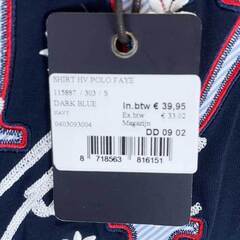 SHIRT HV POLO FAYE
115887 / 303 / S
DARK BLUE
NAVY
0403093004
In.btw € 39,95
Ex.btw € 33.02
Magazijn
DD 09 02
8 718563 816151